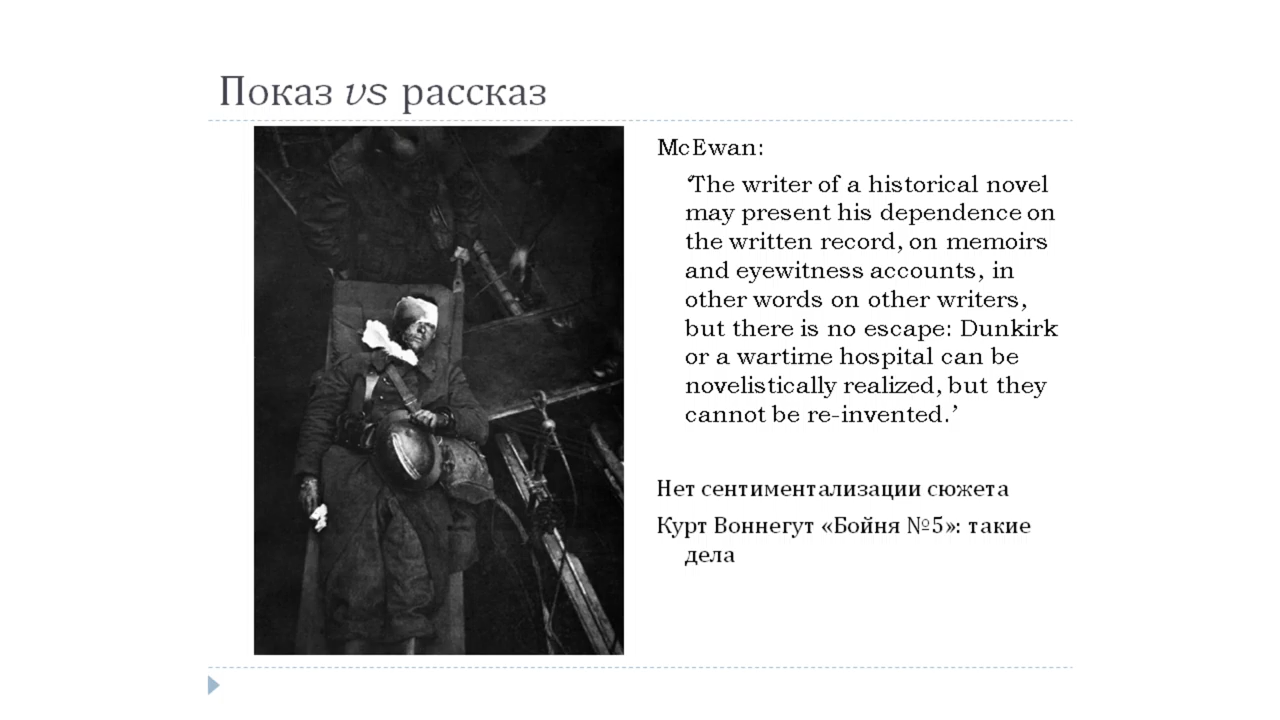 Показ vs рассказ
McEwan:
‘The writer of a historical novel
may present his dependence on
the written record, on memoirs
and eyewitness accounts, in
other words on other writers,
but there is no escape: Dunkirk
or a wartime hospital can be
novelistically realized, but they
cannot be re-invented.’
Нет сентиментализации сюжета
Курт Воннегут «Бойня №5»: такие
дела